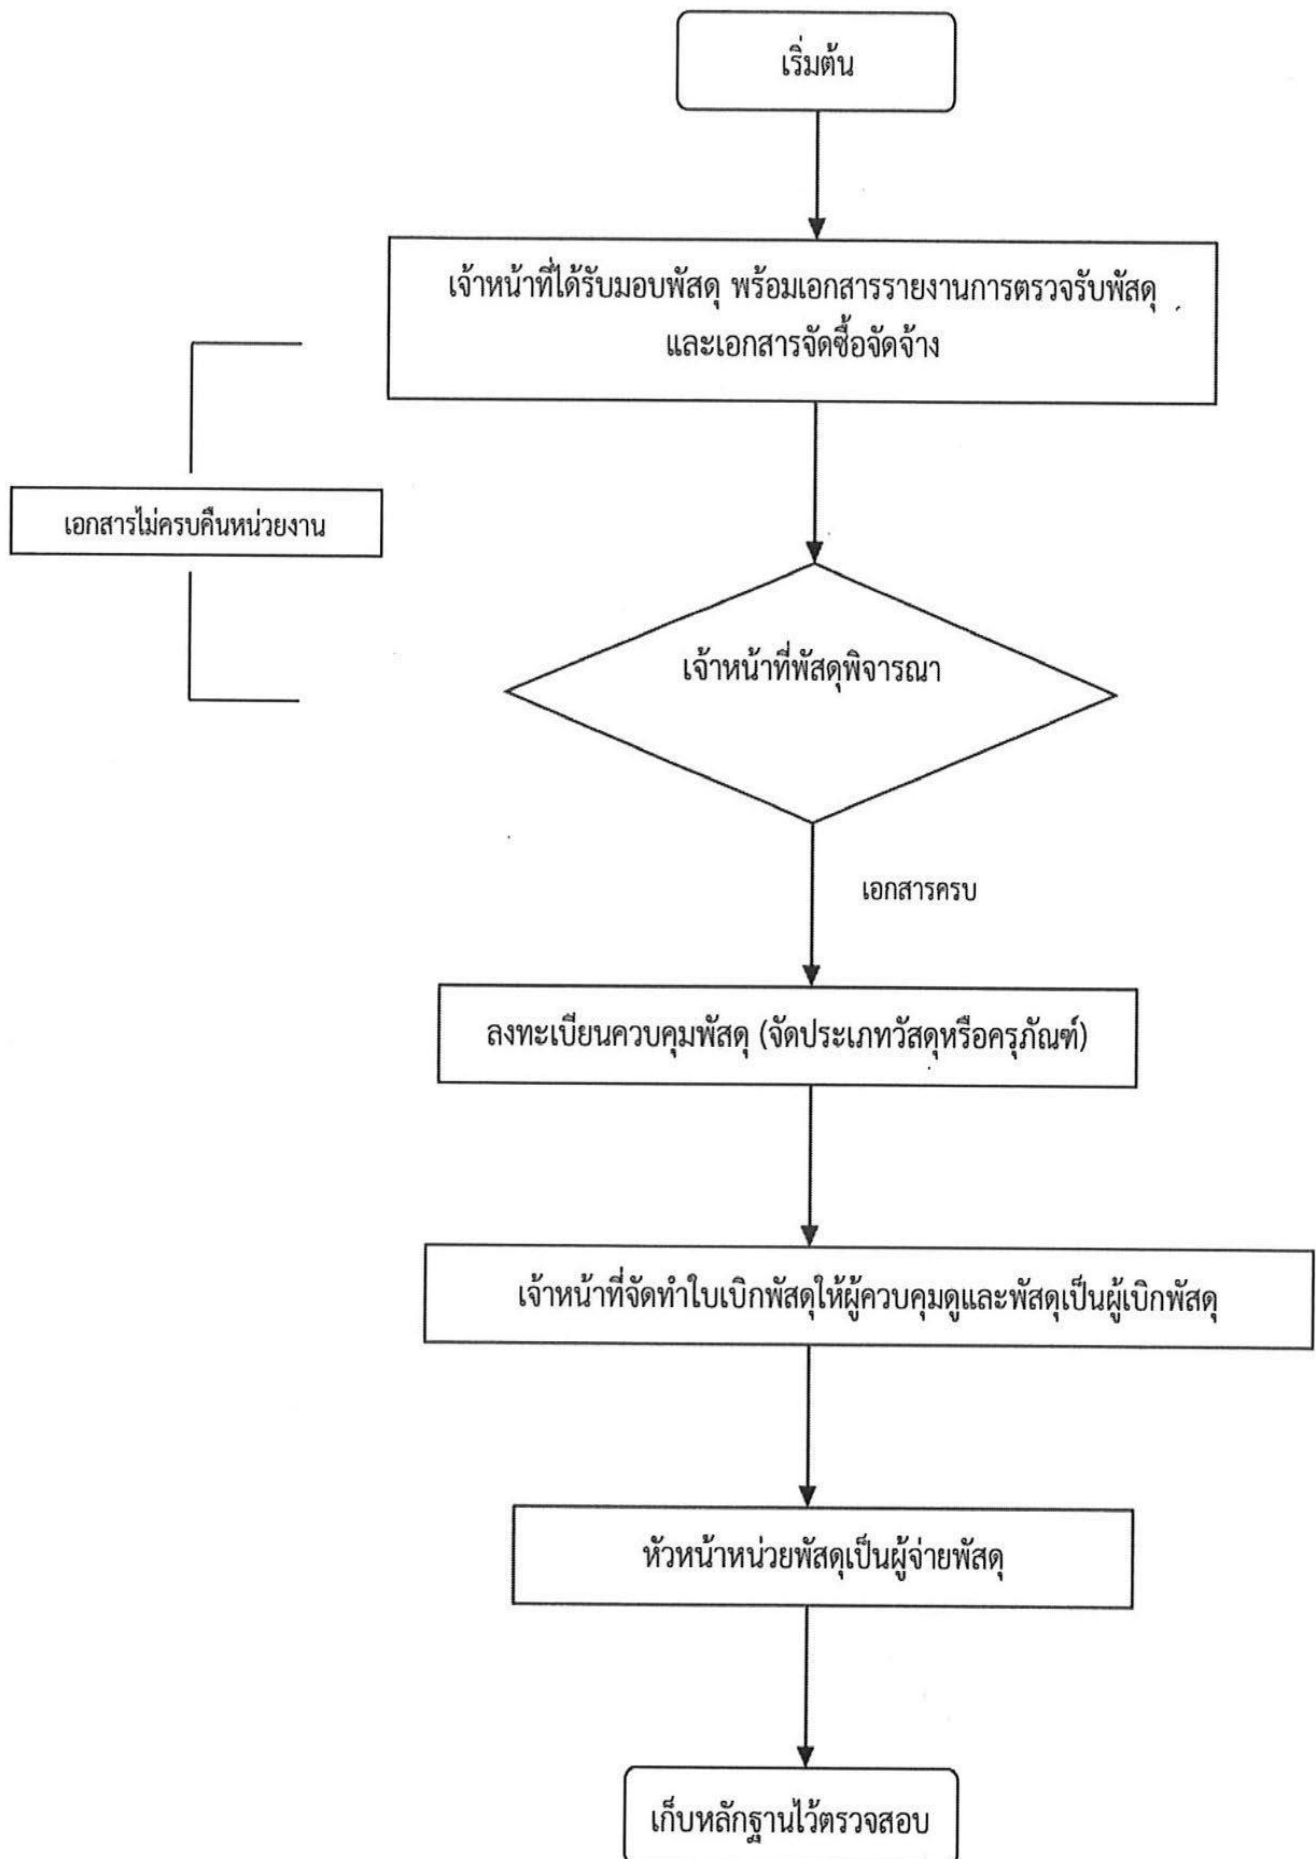 เริ่มต้น
เจ้าหน้าที่ได้รับมอบพัสดุ พร้อมเอกสารรายงานการตรวจรับพัสดุ
และเอกสารจัดซื้อจัดจ้าง
เอกสารไม่ครบคืนหน่วยงาน
เจ้าหน้าที่พัสดุพิจารณา
เอกสารครบ
ลงทะเบียนควบคุมพัสดุ (จัดประเภทวัสดุหรือครุภัณฑ์)
เจ้าหน้าที่จัดทำใบเบิกพัสดุให้ผู้ควบคุมดูและพัสดุเป็นผู้เบิกพัสดุ
หัวหน้าหน่วยพัสดุเป็นผู้จ่ายพัสดุ
เก็บหลักฐานไว้ตรวจสอบ